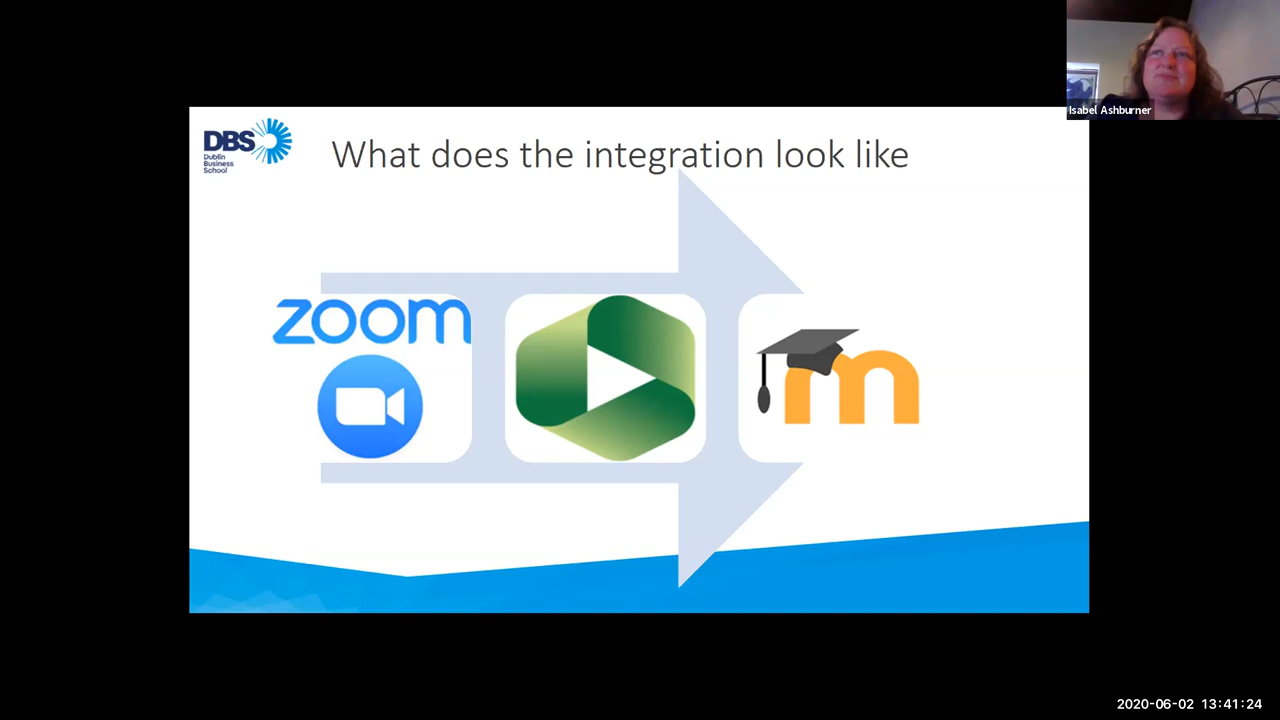 Isabel Ashburner
DBS
Dublin
Business
School
What does the integration look like
zoom
m
2020-06-02 13:41:24